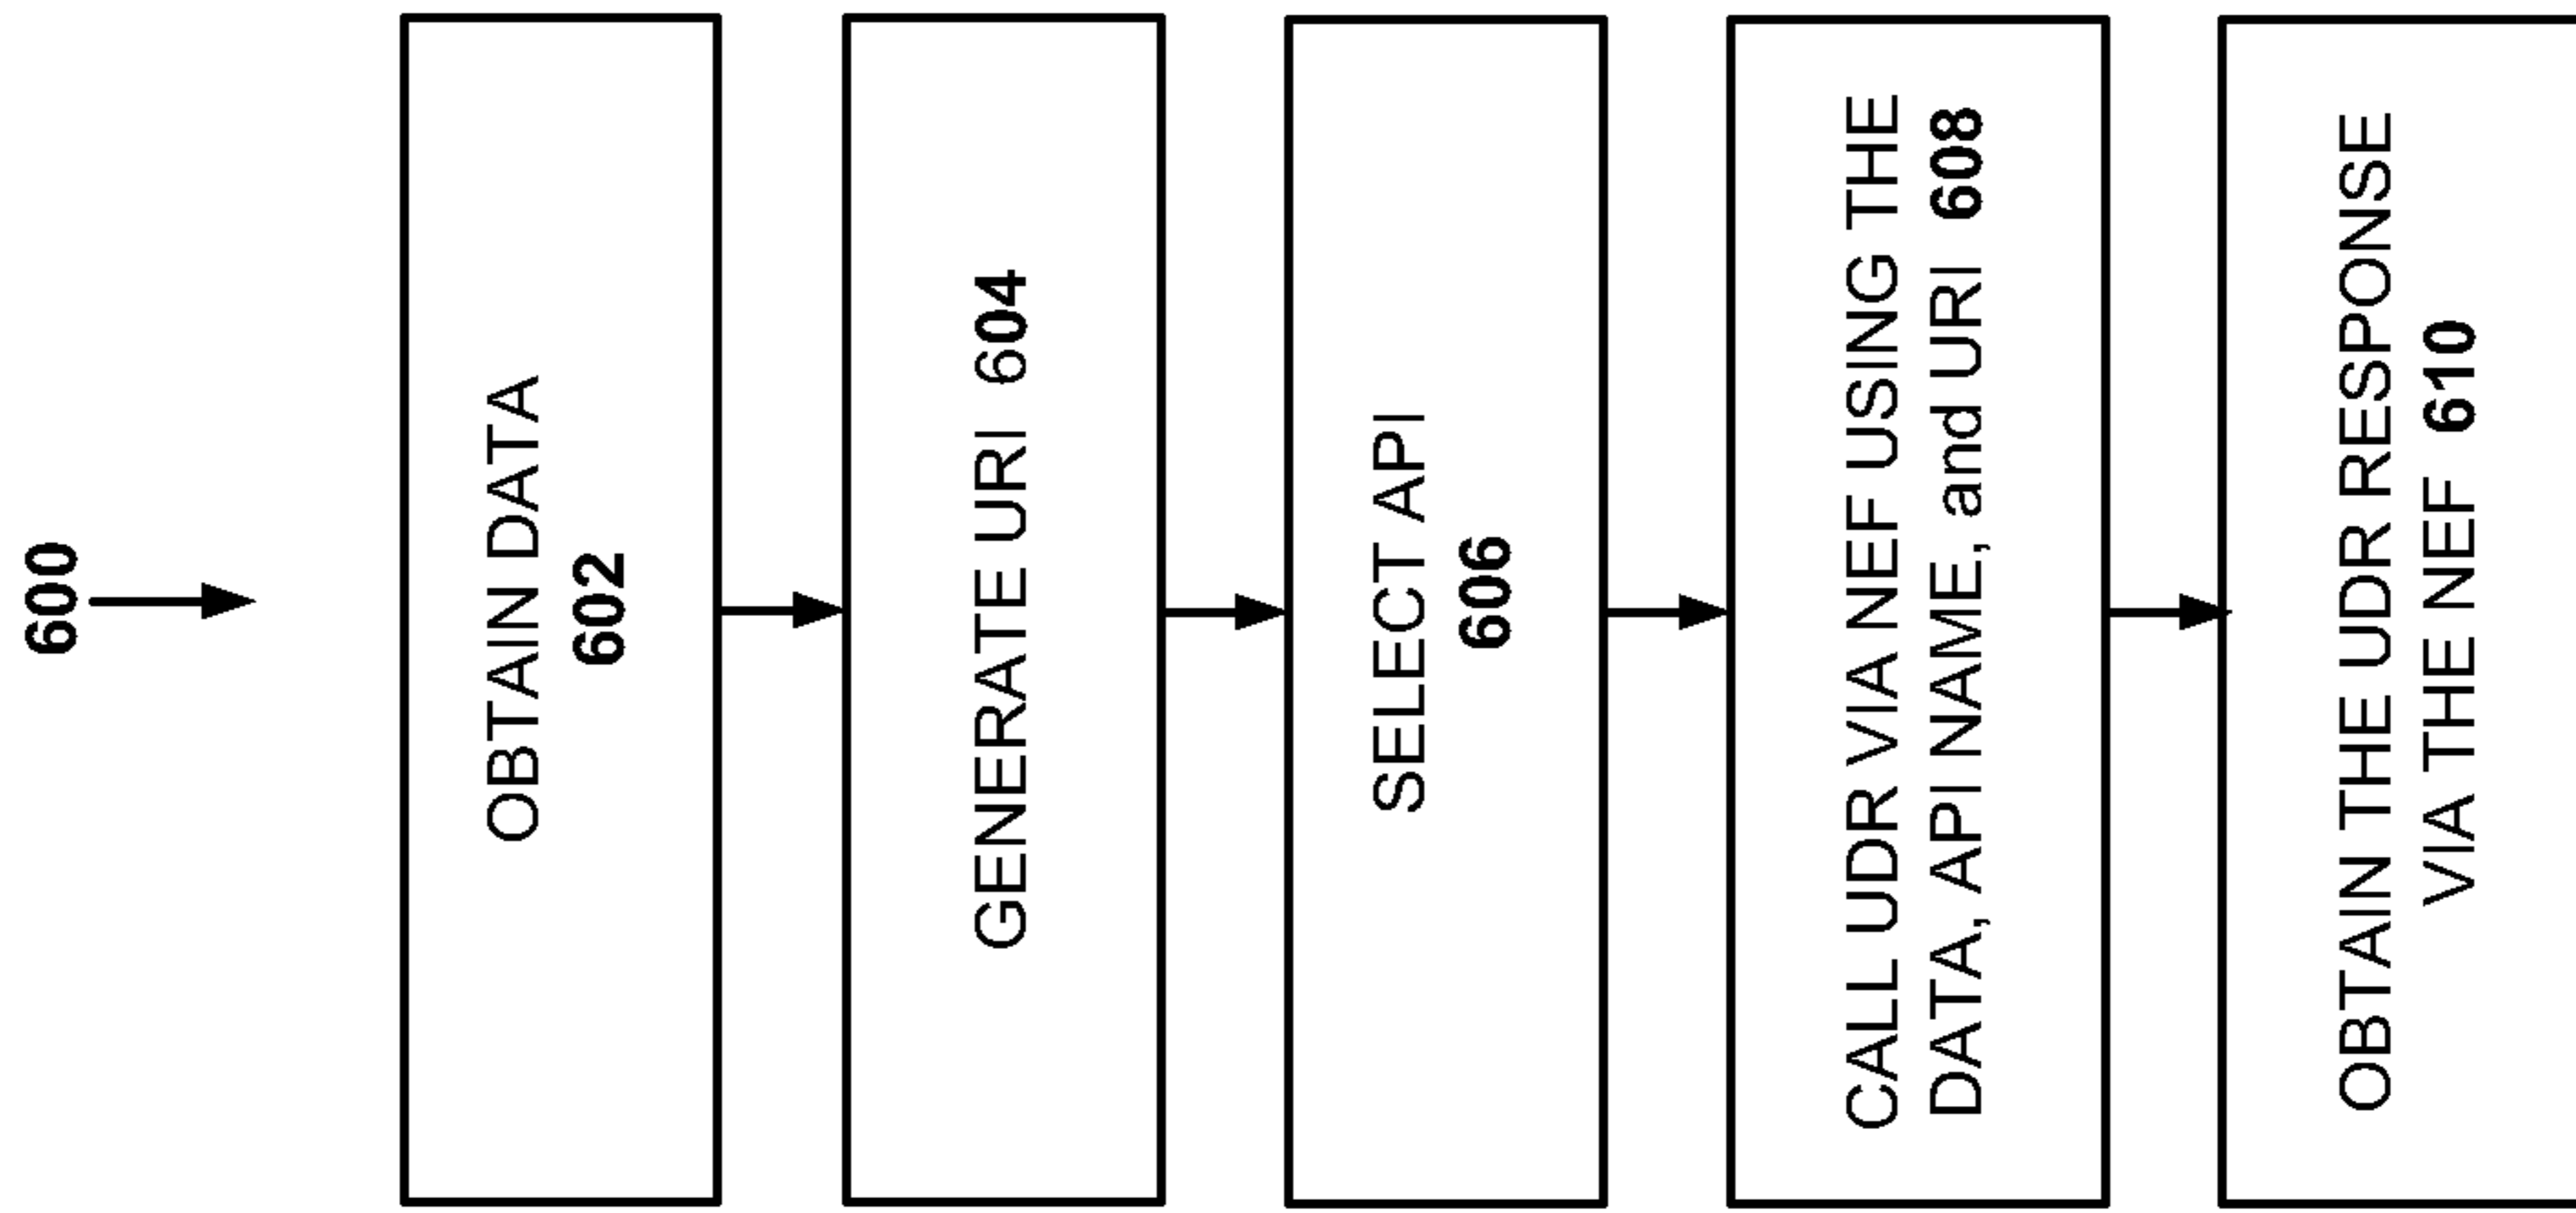 600
OBTAIN DATA
602
GENERATE URI 604
SELECT API
606
CALL UDR VIA NEF USING THE
DATA, API NAME, and URI 608
OBTAIN THE UDR RESPONSE
VIA THE NEF 610